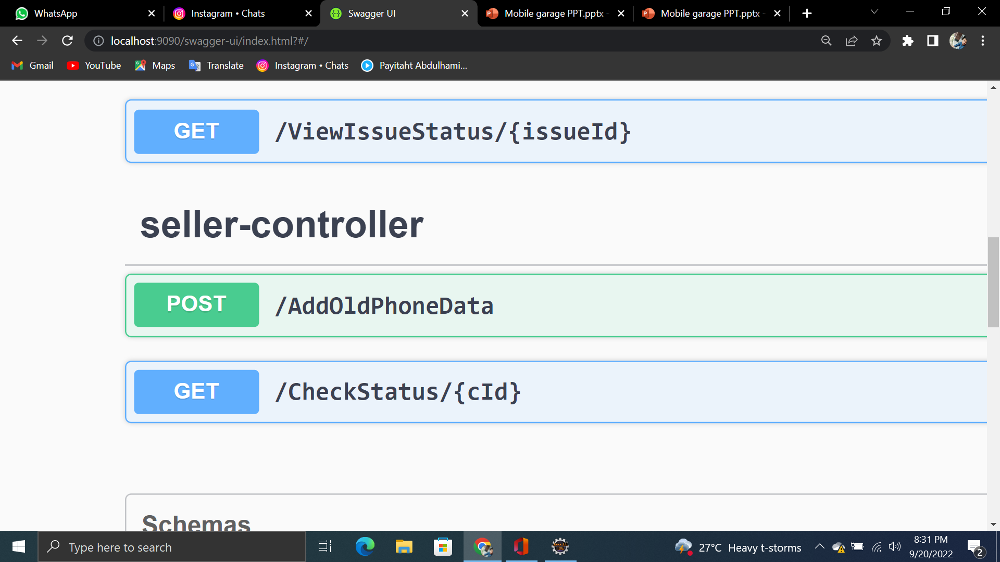 WhatsApp
Instagram • Chats
Swagger UI
Mobile garage PPT.pptx -
Mobile garage PPT.pptx -
localhost:9090/swagger-ui/index.html?#/
Gmail
YouTube
Maps
Translate
Instagram • Chats
Payitaht Abdulhami...
GET /ViewIssueStatus/{issueId}
seller-controller
POST /AddOldPhoneData
GET /CheckStatus/{cId}
Schemas
Type here to search
27°C Heavy t-storms
8:31 PM
9/20/2022
2